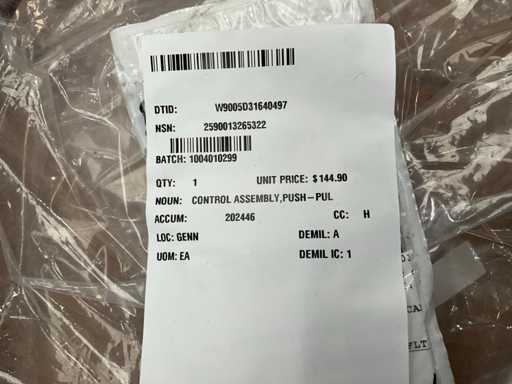 DTID: W9005D31640497
NSN: 2590013265322
BATCH: 1004010299
QTY: 1 UNIT PRICE: $144.90
NOUN: CONTROL ASSEMBLY,PUSH-PUL
ACCUM: 202446 CC: H
LOC: GENN DEMIL: A
UOM: EA DEMIL IC: 1